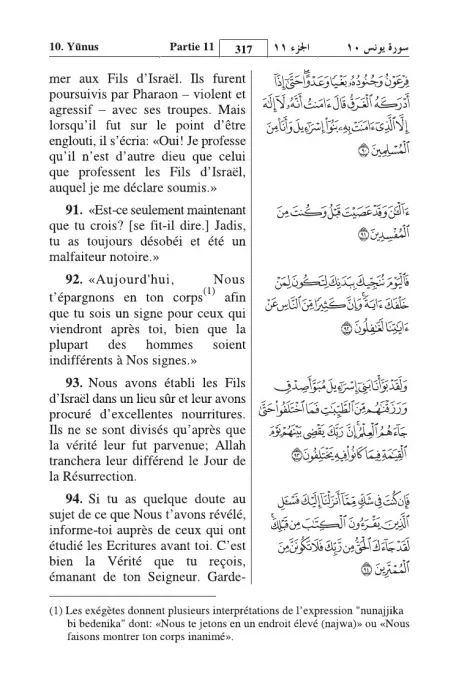 10. Yūnus Partie 11 317 الجزء ١١ سورة يونس ١٠
mer aux Fils d’Israël. Ils furent
poursuivis par Pharaon – violent et
agressif – avec ses troupes. Mais
lorsqu’il fut sur le point d’être
englouti, il s’écria: «Oui! Je professe
qu’il n’est d’autre dieu que celui
que professent les Fils d’Israël,
auquel je me déclare soumis.»
91. «Est-ce seulement maintenant
que tu crois? [se fit-il dire.] Jadis,
tu as toujours désobéi et été un
malfaiteur notoire.»
92. «Aujourd'hui, Nous
t’épargnons en ton corps(1) afin
que tu sois un signe pour ceux qui
viendront après toi, bien que la
plupart des hommes soient
indifférents à Nos signes.»
93. Nous avons établi les Fils
d’Israël dans un lieu sûr et leur avons
procuré d’excellentes nourritures.
Ils ne se sont divisés qu’après que
la vérité leur fut parvenue; Allah
tranchera leur différend le Jour de
la Résurrection.
94. Si tu as quelque doute au
sujet de ce que Nous t’avons révélé,
informe-toi auprès de ceux qui ont
étudié les Ecritures avant toi. C’est
bien la Vérité que tu reçois,
émanant de ton Seigneur. Garde-
فِرْعَوْنُ وَجُنُودُهُۥ بَغْيًا وَعَدْوًا ۖ حَتَّىٰٓ إِذَآ
أَدْرَكَهُ ٱلْغَرَقُ قَالَ ءَامَنتُ أَنَّهُۥ لَآ إِلَٰهَ
إِلَّا ٱلَّذِىٓ ءَامَنَتْ بِهِۦ بَنُوٓا۟ إِسْرَٰٓءِيلَ وَأَنَا۠ مِنَ
ٱلْمُسْلِمِينَ ٩٠
ءَآلْـَٰٔنَ وَقَدْ عَصَيْتَ قَبْلُ وَكُنتَ مِنَ
ٱلْمُفْسِدِينَ ٩١
فَٱلْيَوْمَ نُنَجِّيكَ بِبَدَنِكَ لِتَكُونَ لِمَنْ
خَلْفَكَ ءَايَةً ۚ وَإِنَّ كَثِيرًا مِّنَ ٱلنَّاسِ عَنْ
ءَايَٰتِنَا لَغَٰفِلُونَ ٩٢
وَلَقَدْ بَوَّأْنَا بَنِىٓ إِسْرَٰٓءِيلَ مُبَوَّأَ صِدْقٍ
وَرَزَقْنَٰهُم مِّنَ ٱلطَّيِّبَٰتِ فَمَا ٱخْتَلَفُوا۟ حَتَّىٰ
جَآءَهُمُ ٱلْعِلْمُ ۚ إِنَّ رَبَّكَ يَقْضِى بَيْنَهُمْ يَوْمَ
ٱلْقِيَٰمَةِ فِيمَا كَانُوا۟ فِيهِ يَخْتَلِفُونَ ٩٣
فَإِن كُنتَ فِى شَكٍّ مِّمَّآ أَنزَلْنَآ إِلَيْكَ فَسْـَٔلِ
ٱلَّذِينَ يَقْرَءُونَ ٱلْكِتَٰبَ مِن قَبْلِكَ ۚ
لَقَدْ جَآءَكَ ٱلْحَقُّ مِن رَّبِّكَ فَلَا تَكُونَنَّ مِنَ
ٱلْمُمْتَرِينَ ٩٤
(1) Les exégètes donnent plusieurs interprétations de l’expression "nunajjika
bi bedenika" dont: «Nous te jetons en un endroit élevé (najwa)» ou «Nous
faisons montrer ton corps inanimé».